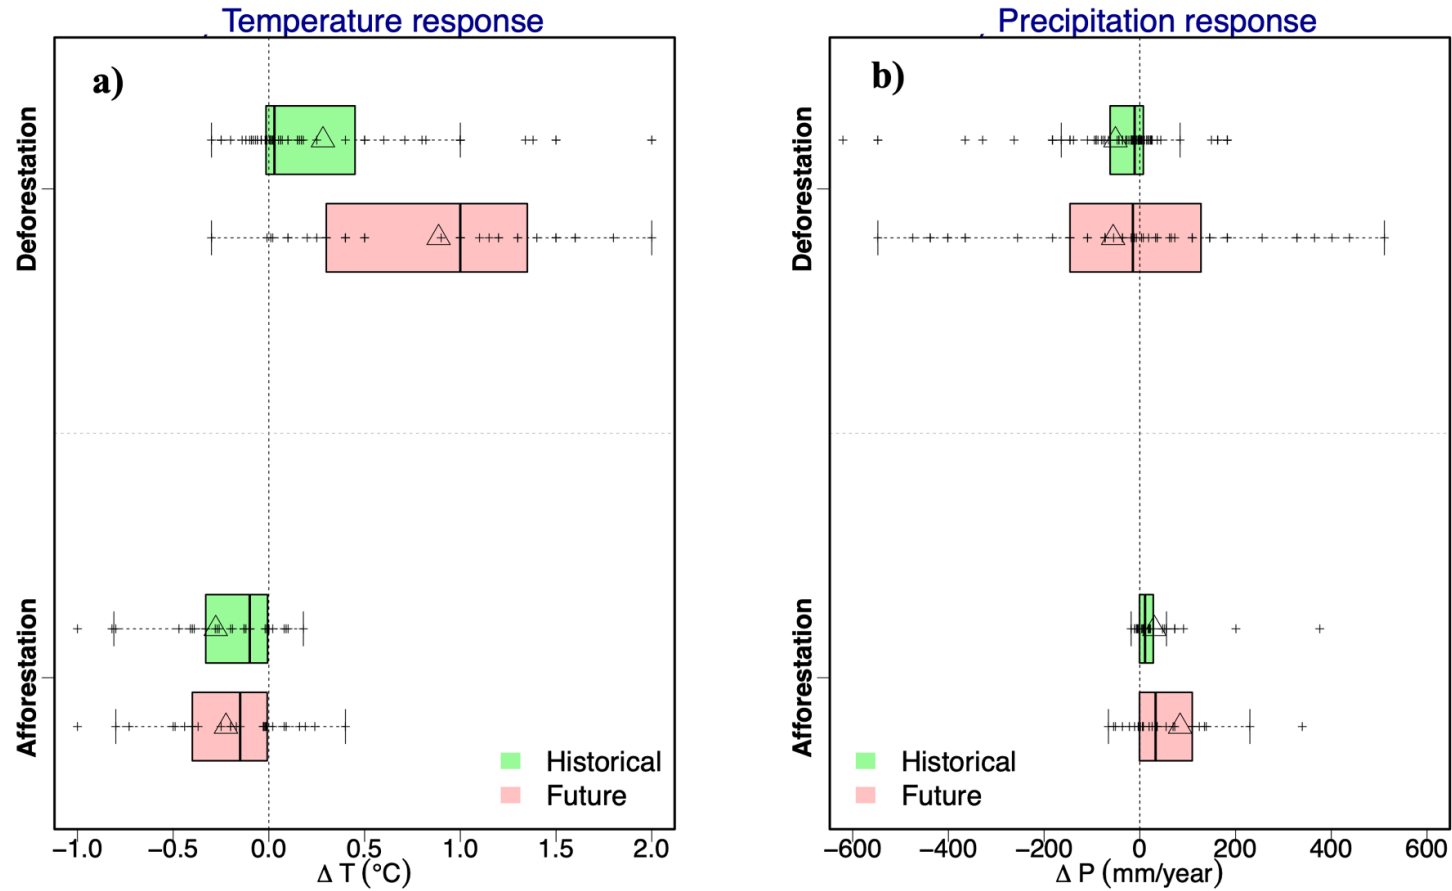 Temperature response
a)
Deforestation
Afforestation
Historical
Future
−1.0 −0.5 0.0 0.5 1.0 1.5 2.0
Δ T (°C)
Precipitation response
b)
Deforestation
Afforestation
Historical
Future
−600 −400 −200 0 200 400 600
Δ P (mm/year)